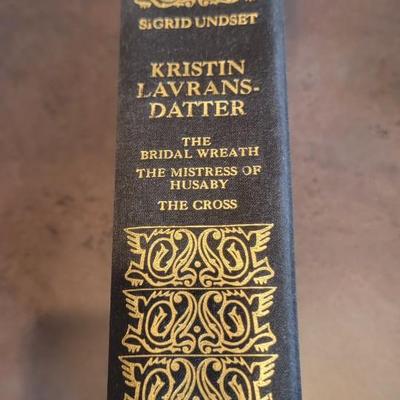 SIGRID UNDSET
KRISTIN
LAVRANS-
DATTER
THE
BRIDAL WREATH
THE MISTRESS OF
HUSABY
THE CROSS